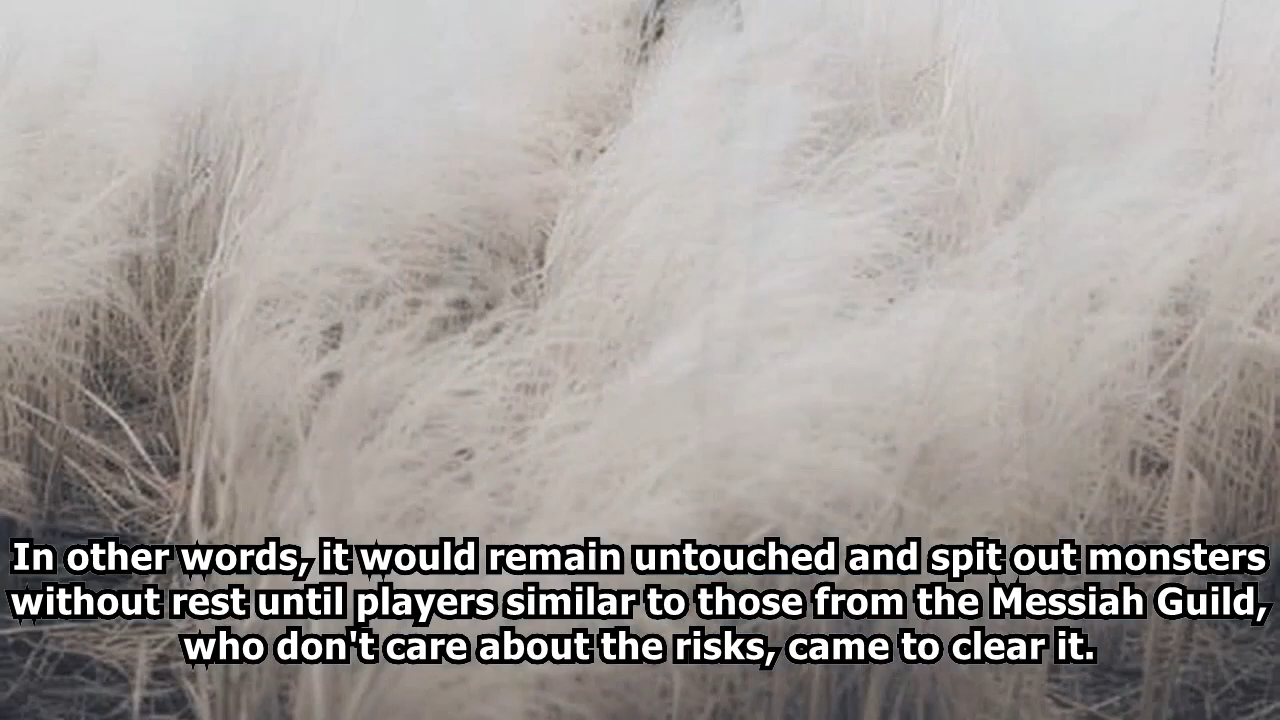 In other words, it would remain untouched and spit out monsters
without rest until players similar to those from the Messiah Guild,
who don't care about the risks, came to clear it.